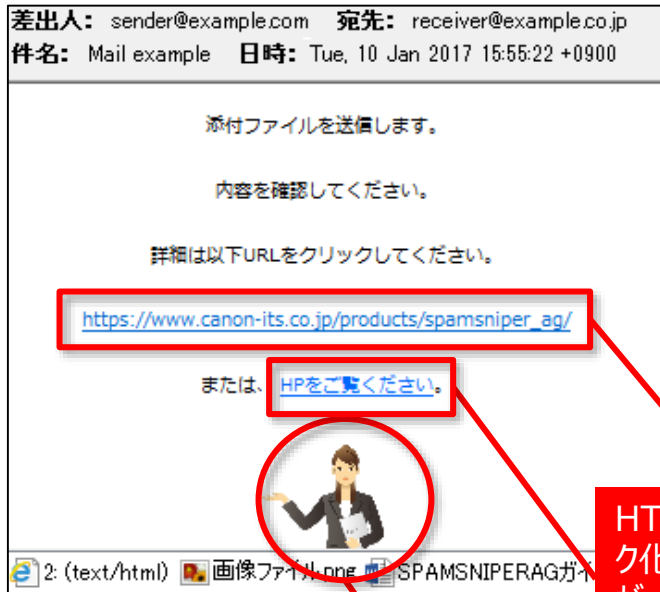 差出人： sender@example.com 宛先： receiver@example.co.jp
件名： Mail example 日時： Tue, 10 Jan 2017 15:55:22 +0900
添付ファイルを送信します。
内容を確認してください。
詳細は以下URLをクリックしてください。
https://www.canon-its.co.jp/products/spamsniper_ag/
または、 HPをご覧ください。
HT
ク化
2: (text/html) 画像ファイル.png SPAMSNIPERAGガイ